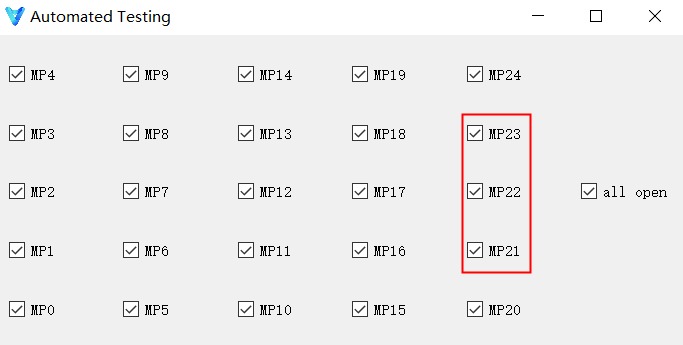 Automated Testing
MP4 MP9 MP14 MP19 MP24
MP3 MP8 MP13 MP18 MP23
MP2 MP7 MP12 MP17 MP22 all open
MP1 MP6 MP11 MP16 MP21
MP0 MP5 MP10 MP15 MP20